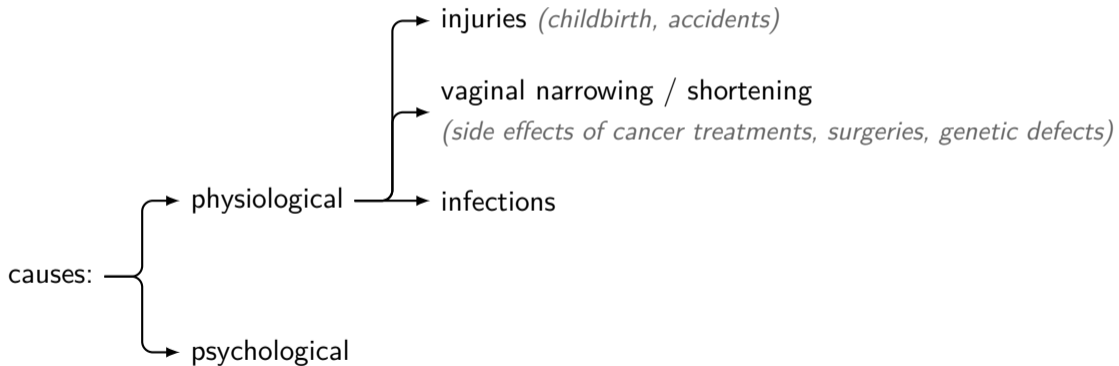 injuries (childbirth, accidents)
vaginal narrowing / shortening
(side effects of cancer treatments, surgeries, genetic defects)
physiological
infections
causes:
psychological